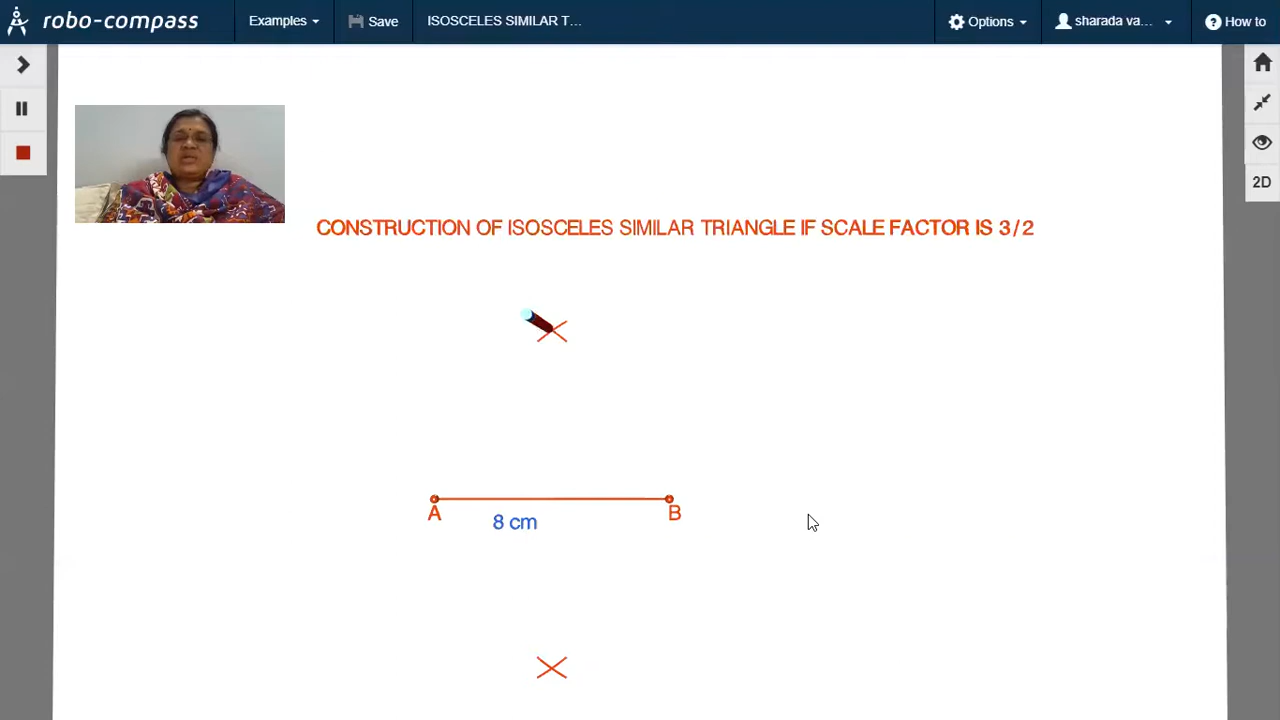 robo-compass Examples Save ISOSCELES SIMILAR T... Options sharada va... How to
2D
CONSTRUCTION OF ISOSCELES SIMILAR TRIANGLE IF SCALE FACTOR IS 3/2
A B
8 cm